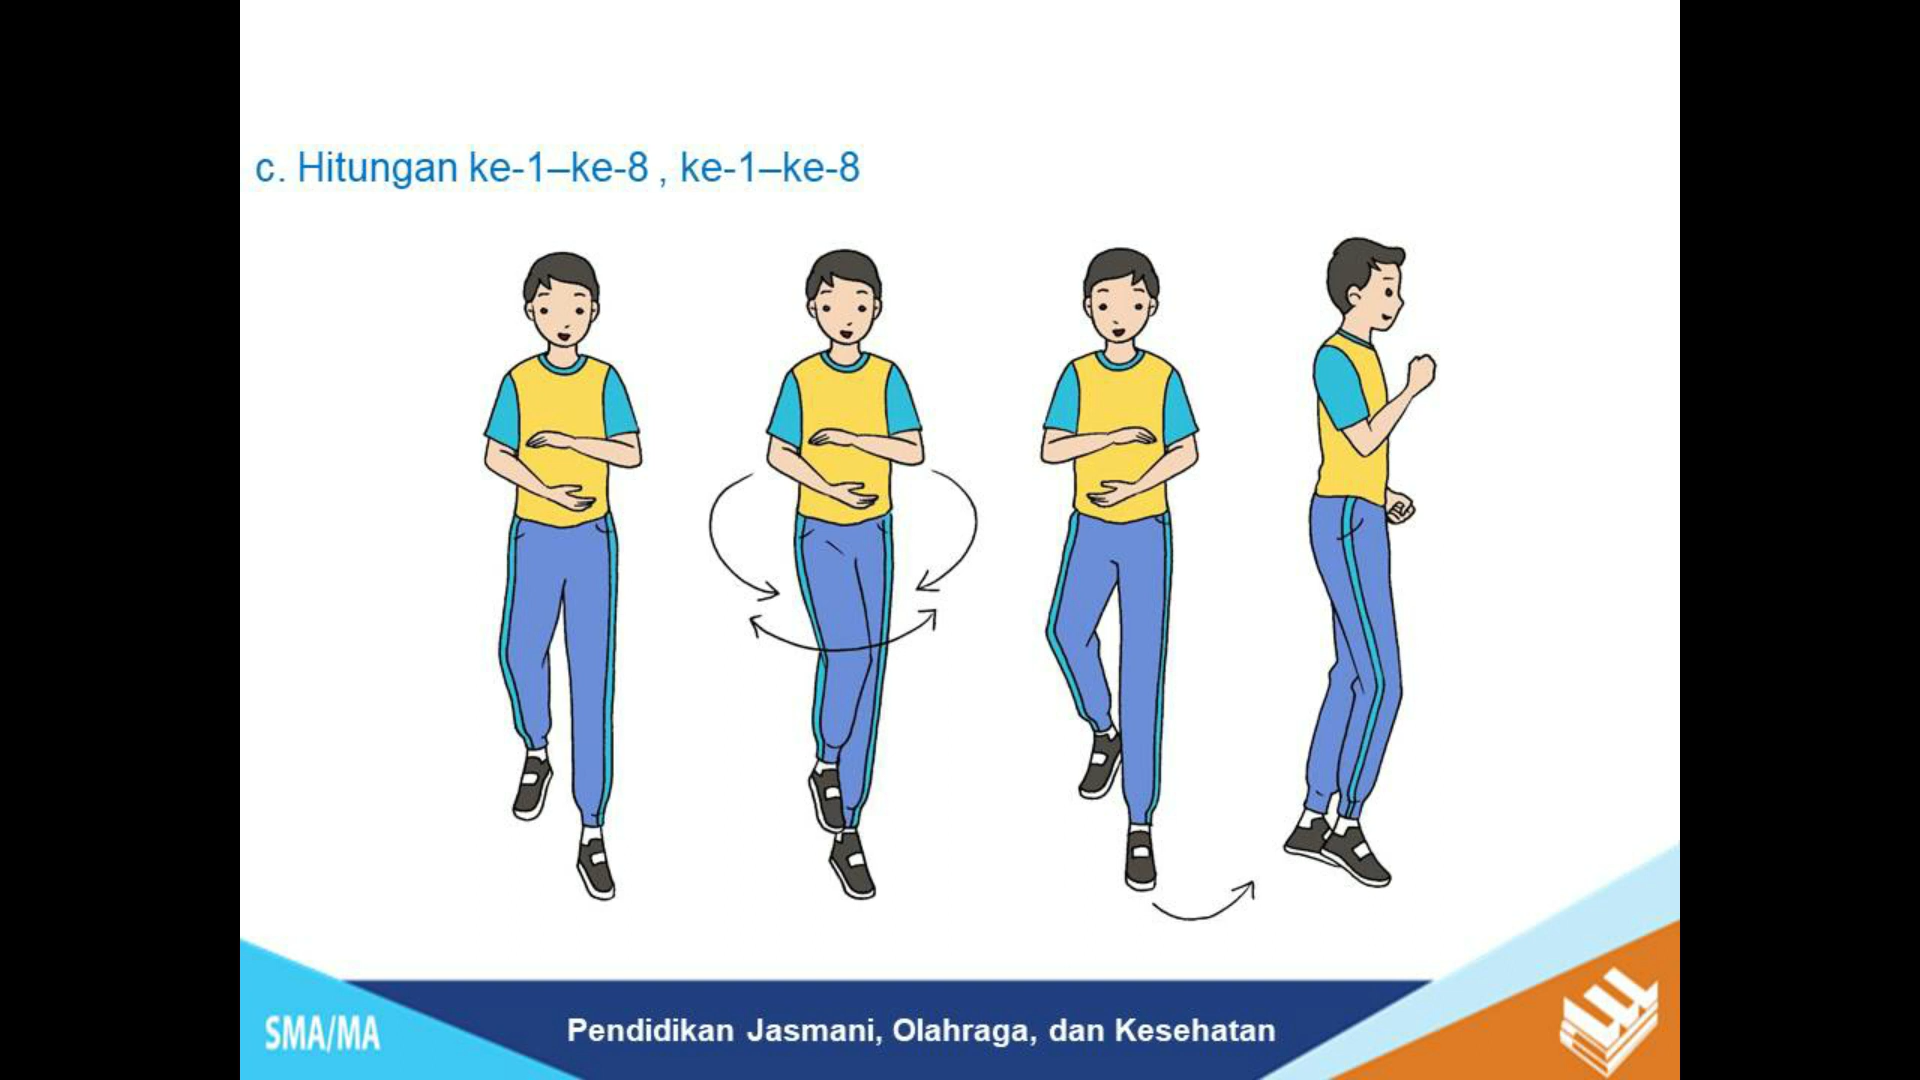 c. Hitungan ke-1–ke-8 , ke-1–ke-8
SMA/MA
Pendidikan Jasmani, Olahraga, dan Kesehatan